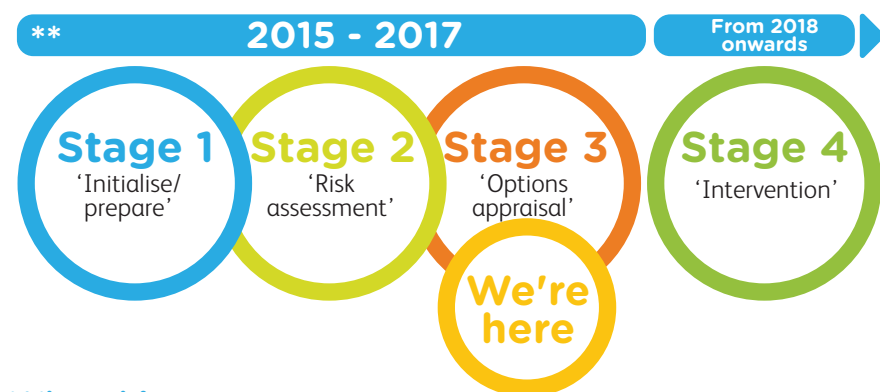 ** 2015 - 2017
From 2018
onwards
Stage 1
‘Initialise/
prepare’
Stage 2
‘Risk
assessment’
Stage 3
‘Options
appraisal’
We're
here
Stage 4
‘Intervention’